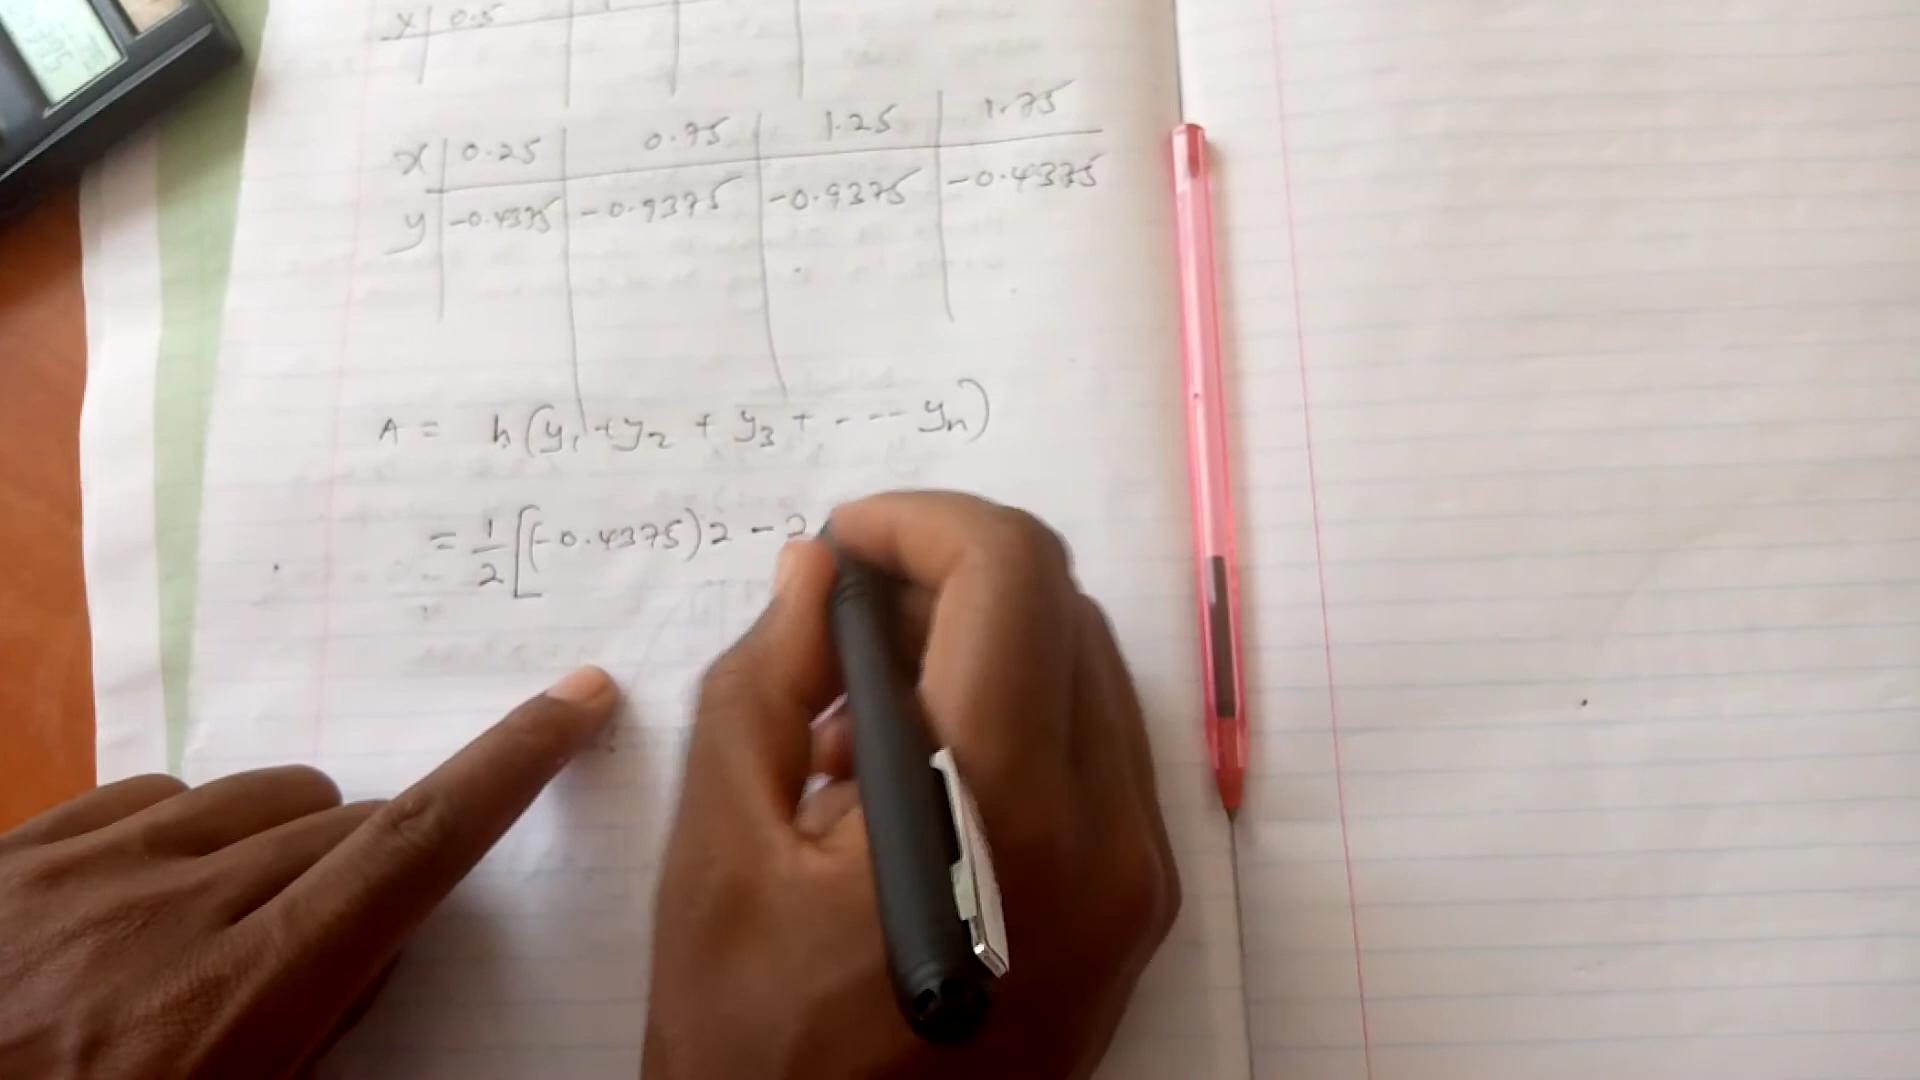 x 0.5
x 0.25 0.75 1.25 1.75
y -0.4375 -0.9375 -0.9375 -0.4375
A = h(y₁ + y₂ + y₃ + - - - yₙ)
= 1/2 [(-0.4375)2 - 2